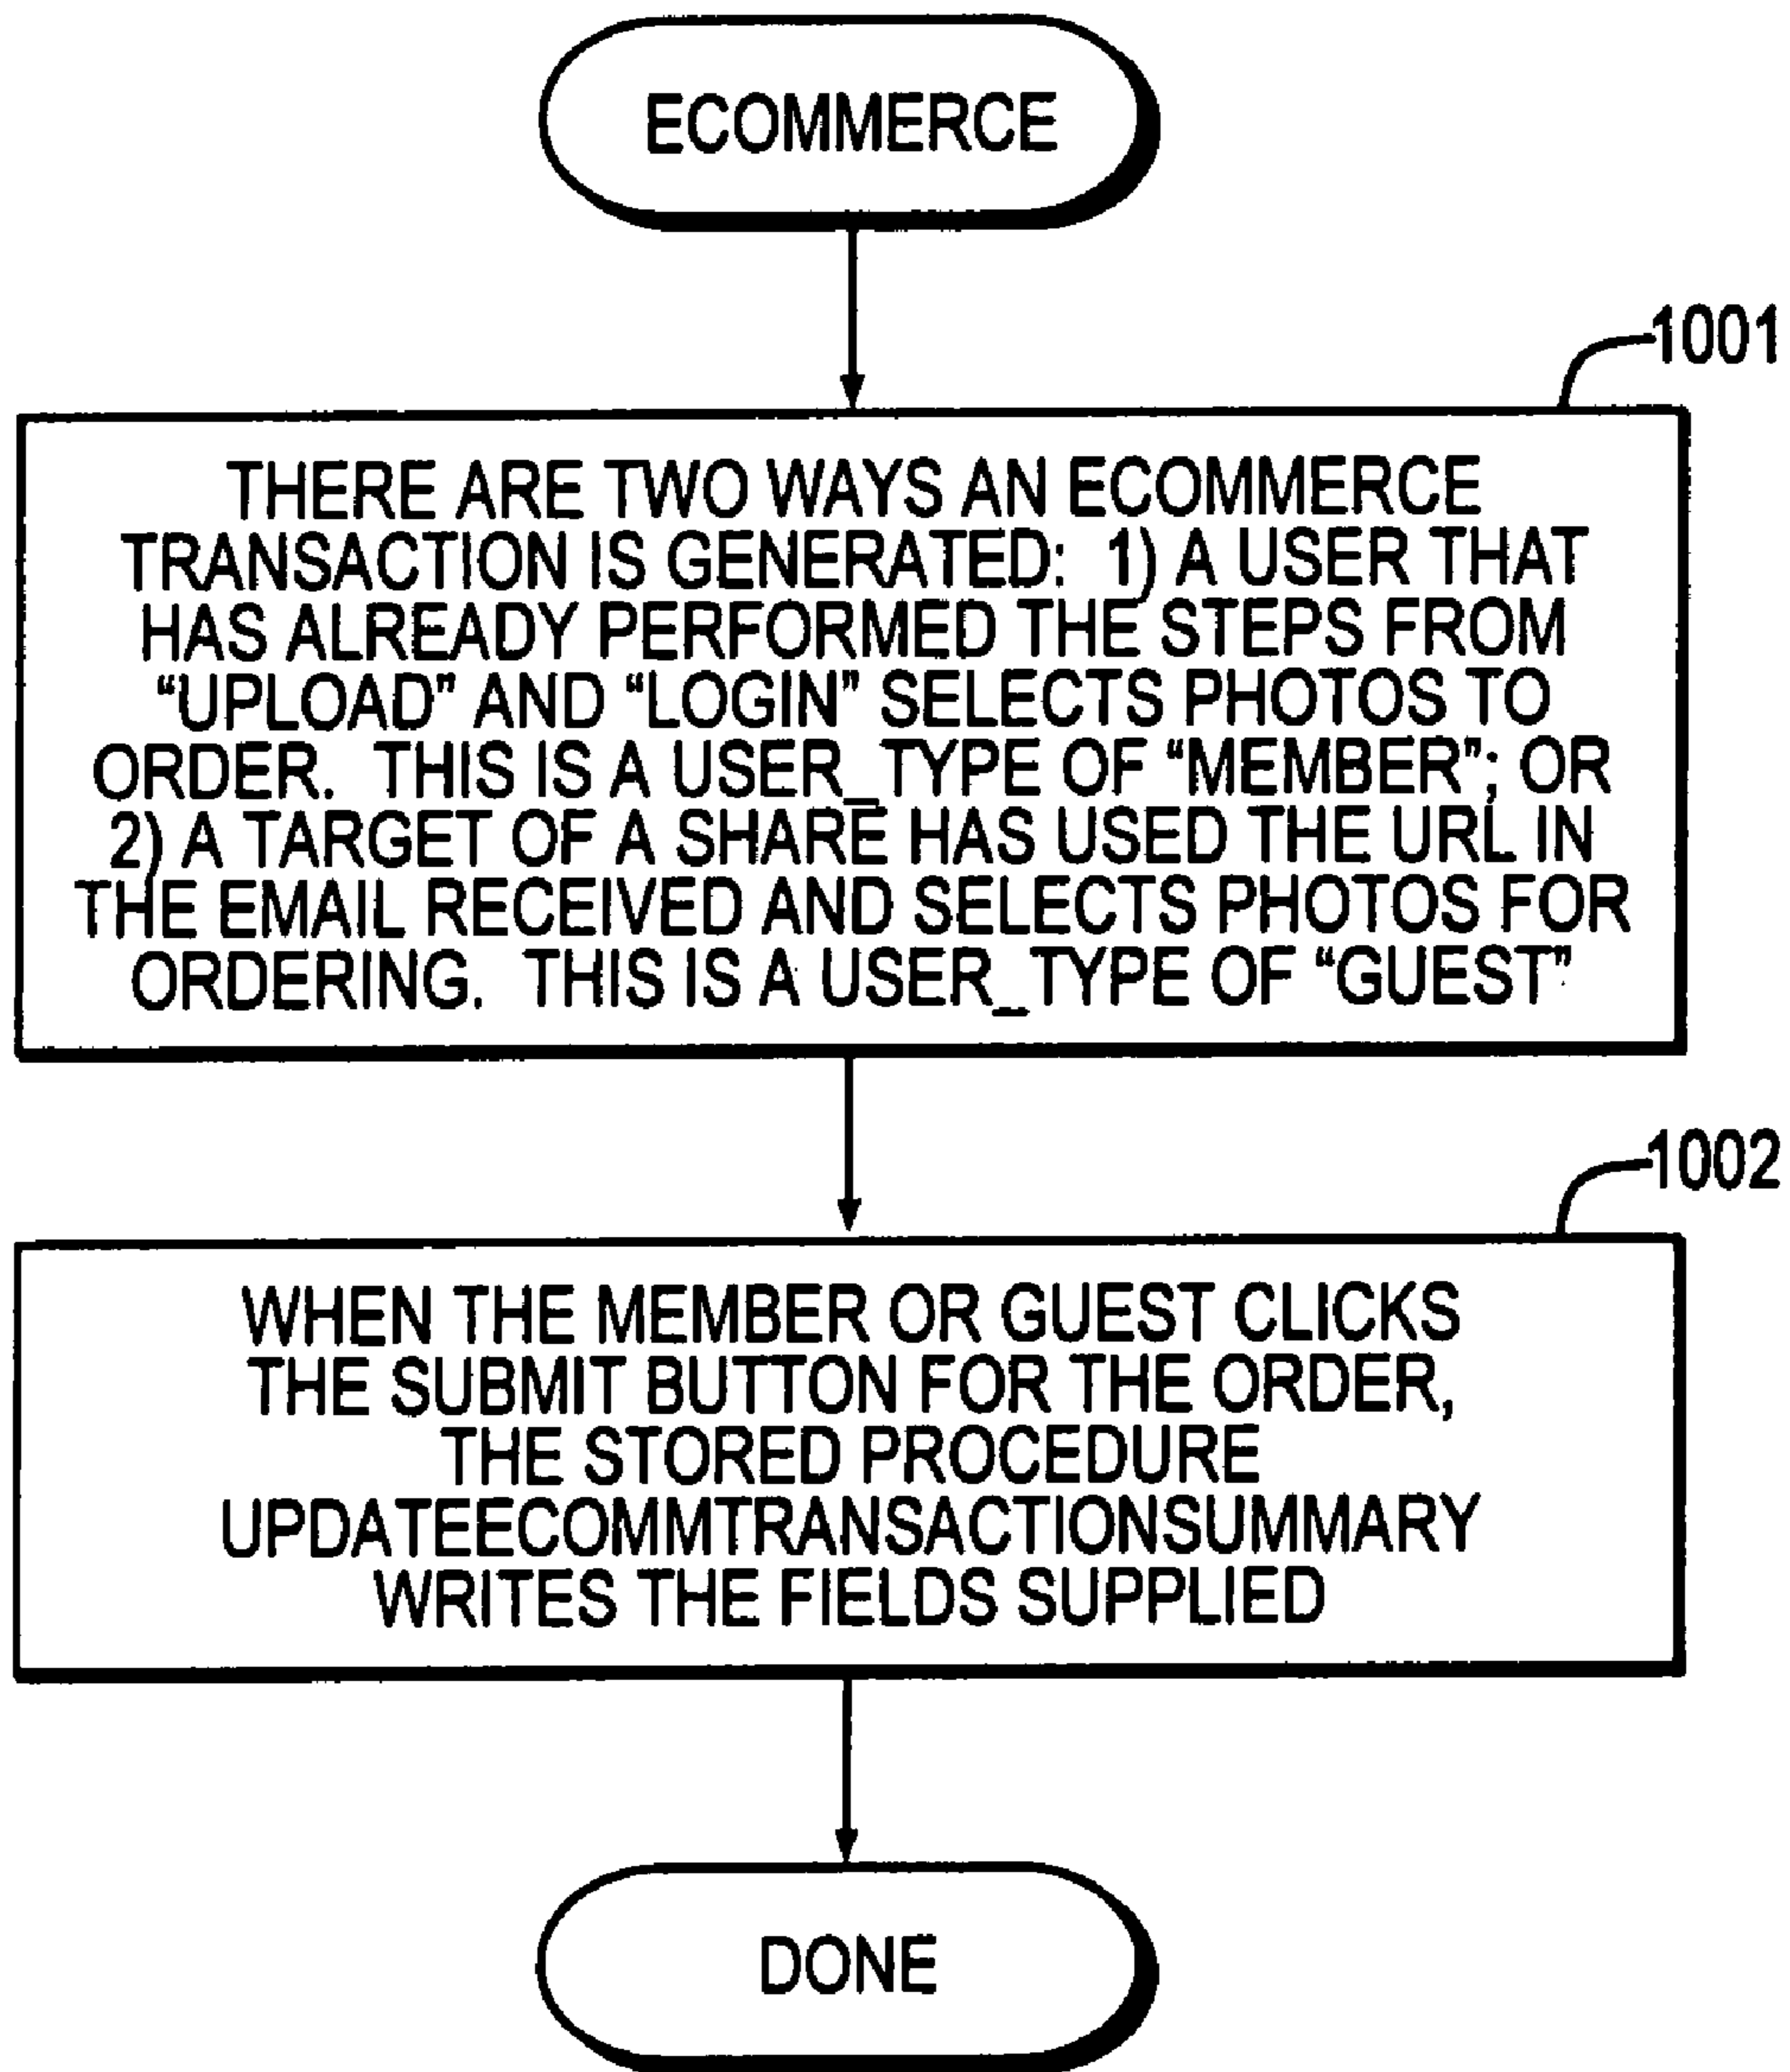 ECOMMERCE
1001
THERE ARE TWO WAYS AN ECOMMERCE
TRANSACTION IS GENERATED: 1) A USER THAT
HAS ALREADY PERFORMED THE STEPS FROM
“UPLOAD” AND “LOGIN” SELECTS PHOTOS TO
ORDER. THIS IS A USER_TYPE OF “MEMBER”; OR
2) A TARGET OF A SHARE HAS USED THE URL IN
THE EMAIL RECEIVED AND SELECTS PHOTOS FOR
ORDERING. THIS IS A USER_TYPE OF “GUEST”
1002
WHEN THE MEMBER OR GUEST CLICKS
THE SUBMIT BUTTON FOR THE ORDER,
THE STORED PROCEDURE
UPDATEECOMMTRANSACTIONSUMMARY
WRITES THE FIELDS SUPPLIED
DONE